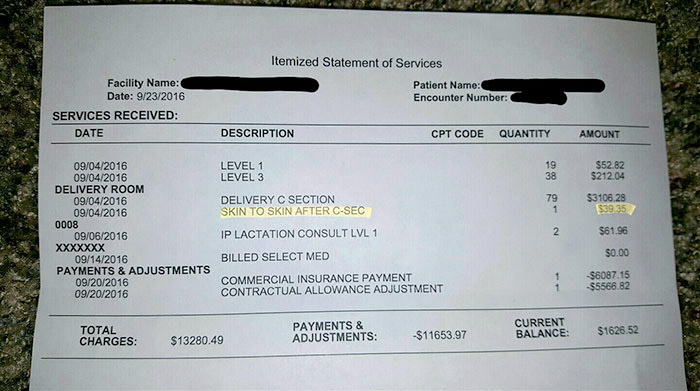 Itemized Statement of Services
Facility Name: Patient Name:
Date: 9/23/2016 Encounter Number:
SERVICES RECEIVED:
DATE DESCRIPTION CPT CODE QUANTITY AMOUNT
09/04/2016 LEVEL 1 19 $52.82
09/04/2016 LEVEL 3 38 $212.04
DELIVERY ROOM
09/04/2016 DELIVERY C SECTION 79 $3106.28
09/04/2016 SKIN TO SKIN AFTER C-SEC 1 $39.35
0008
09/06/2016 IP LACTATION CONSULT LVL 1 2 $61.96
XXXXXXX
09/14/2016 BILLED SELECT MED $0.00
PAYMENTS & ADJUSTMENTS
09/20/2016 COMMERCIAL INSURANCE PAYMENT 1 -$6087.15
09/20/2016 CONTRACTUAL ALLOWANCE ADJUSTMENT 1 -$5566.82
TOTAL CHARGES: $13280.49 PAYMENTS & ADJUSTMENTS: -$11653.97 CURRENT BALANCE: $1626.52